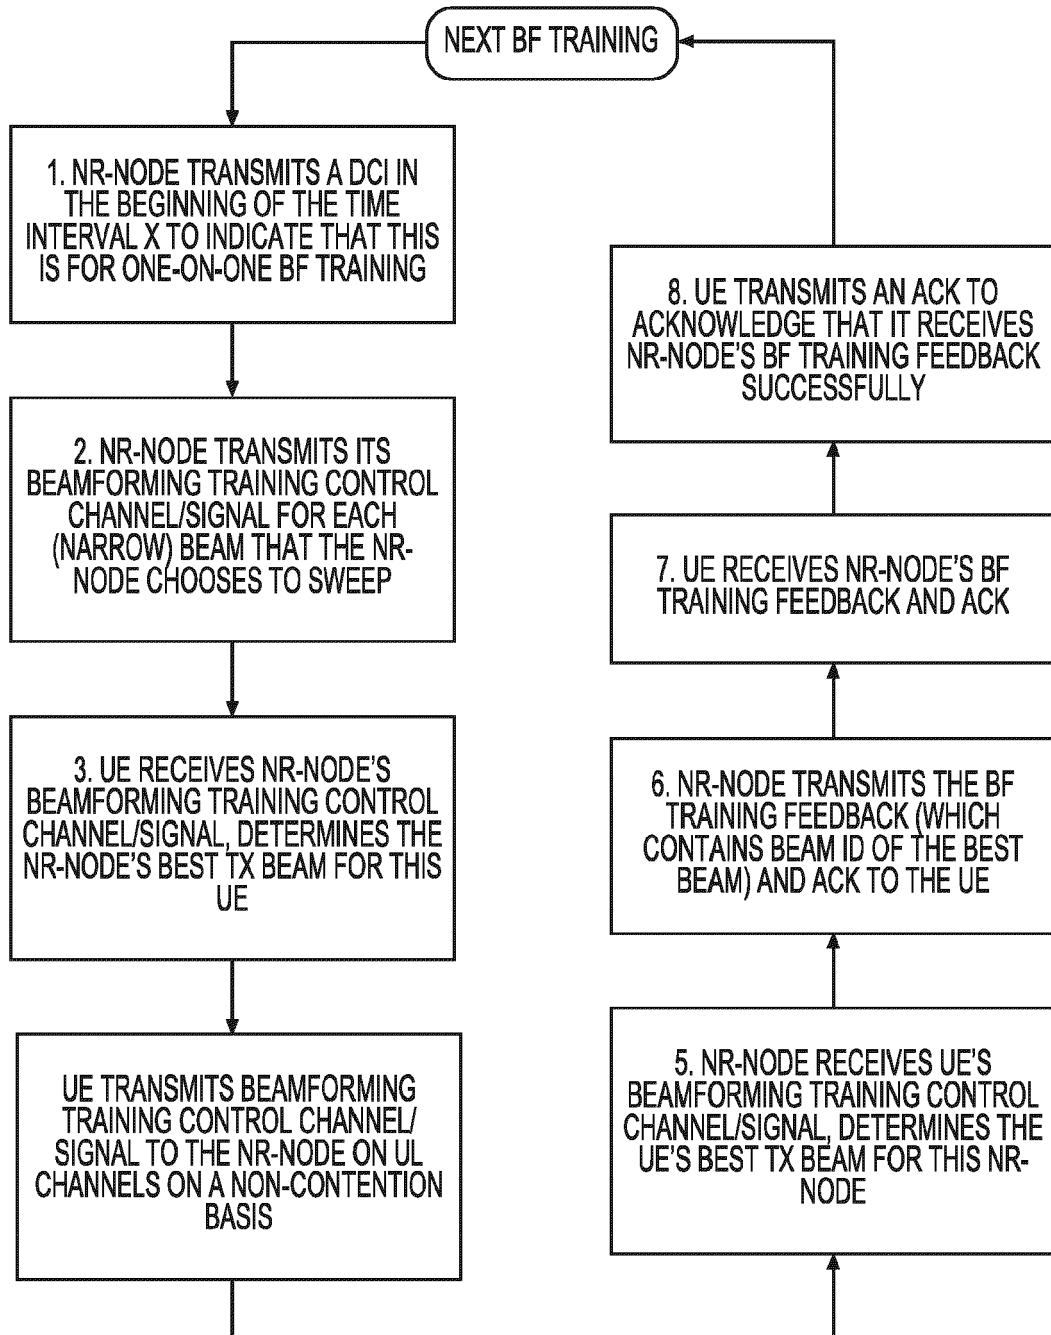 NEXT BF TRAINING
1. NR-NODE TRANSMITS A DCI IN
THE BEGINNING OF THE TIME
INTERVAL X TO INDICATE THAT THIS
IS FOR ONE-ON-ONE BF TRAINING
2. NR-NODE TRANSMITS ITS
BEAMFORMING TRAINING CONTROL
CHANNEL/SIGNAL FOR EACH
(NARROW) BEAM THAT THE NR-
NODE CHOOSES TO SWEEP
3. UE RECEIVES NR-NODE'S
BEAMFORMING TRAINING CONTROL
CHANNEL/SIGNAL, DETERMINES THE
NR-NODE'S BEST TX BEAM FOR THIS
UE
UE TRANSMITS BEAMFORMING
TRAINING CONTROL CHANNEL/
SIGNAL TO THE NR-NODE ON UL
CHANNELS ON A NON-CONTENTION
BASIS
5. NR-NODE RECEIVES UE'S
BEAMFORMING TRAINING CONTROL
CHANNEL/SIGNAL, DETERMINES THE
UE'S BEST TX BEAM FOR THIS NR-
NODE
6. NR-NODE TRANSMITS THE BF
TRAINING FEEDBACK (WHICH
CONTAINS BEAM ID OF THE BEST
BEAM) AND ACK TO THE UE
7. UE RECEIVES NR-NODE'S BF
TRAINING FEEDBACK AND ACK
8. UE TRANSMITS AN ACK TO
ACKNOWLEDGE THAT IT RECEIVES
NR-NODE'S BF TRAINING FEEDBACK
SUCCESSFULLY